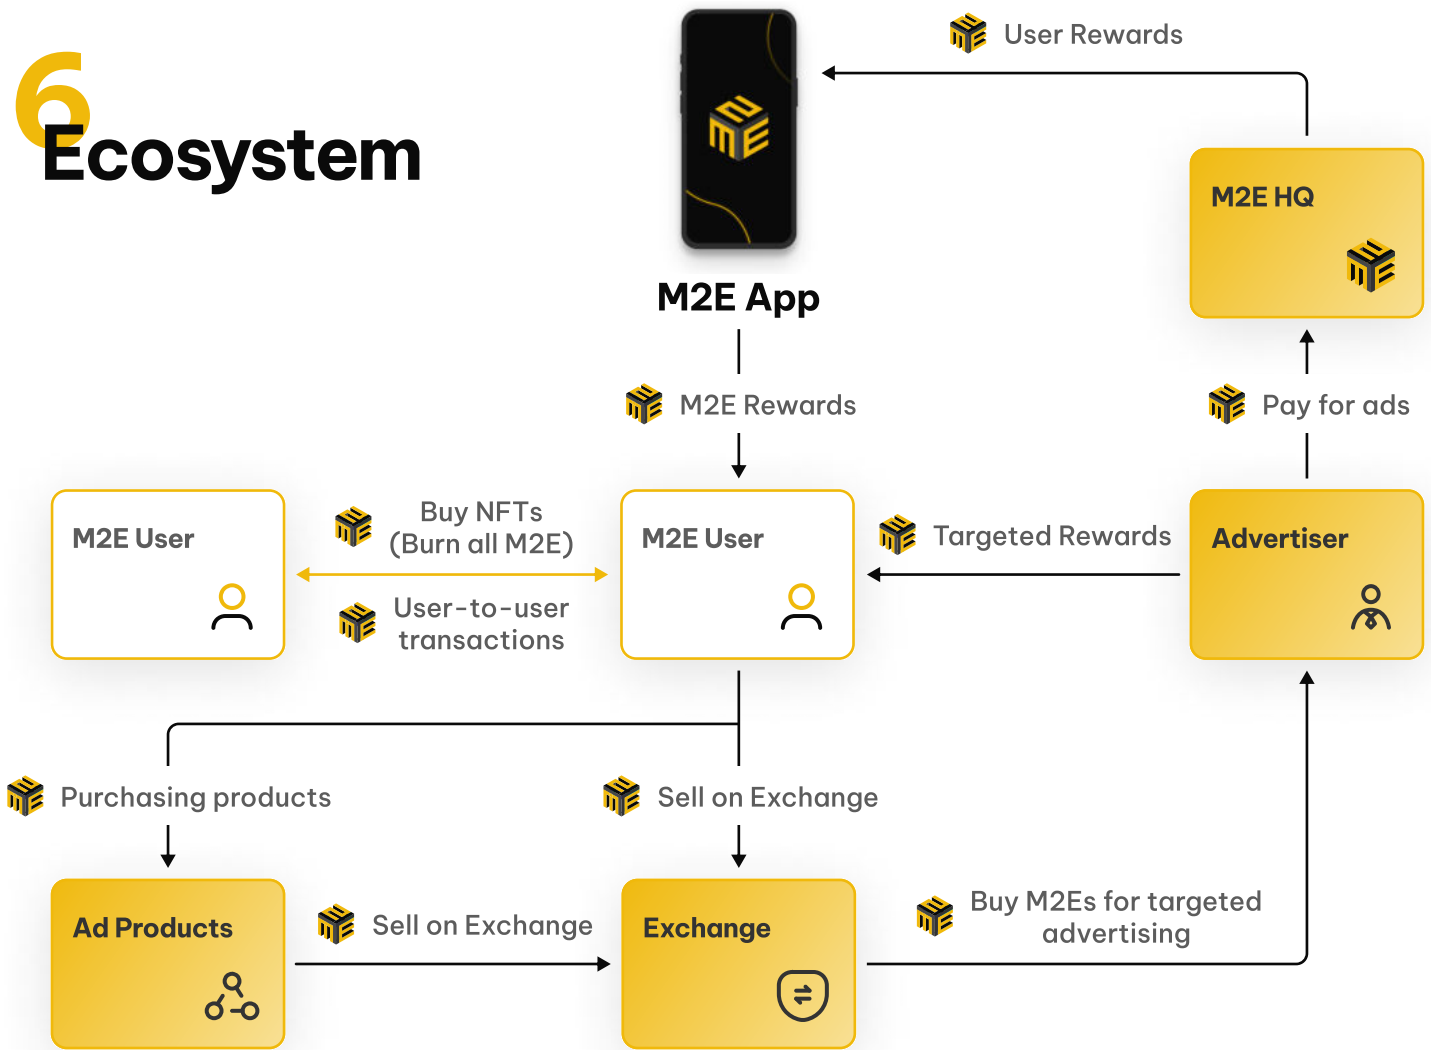 6
Ecosystem
User Rewards
M2E HQ
M2E App
M2E Rewards
Pay for ads
M2E User
Buy NFTs
(Burn all M2E)
User-to-user
transactions
M2E User
Targeted Rewards
Advertiser
Purchasing products
Sell on Exchange
Ad Products
Sell on Exchange
Exchange
Buy M2Es for targeted
advertising